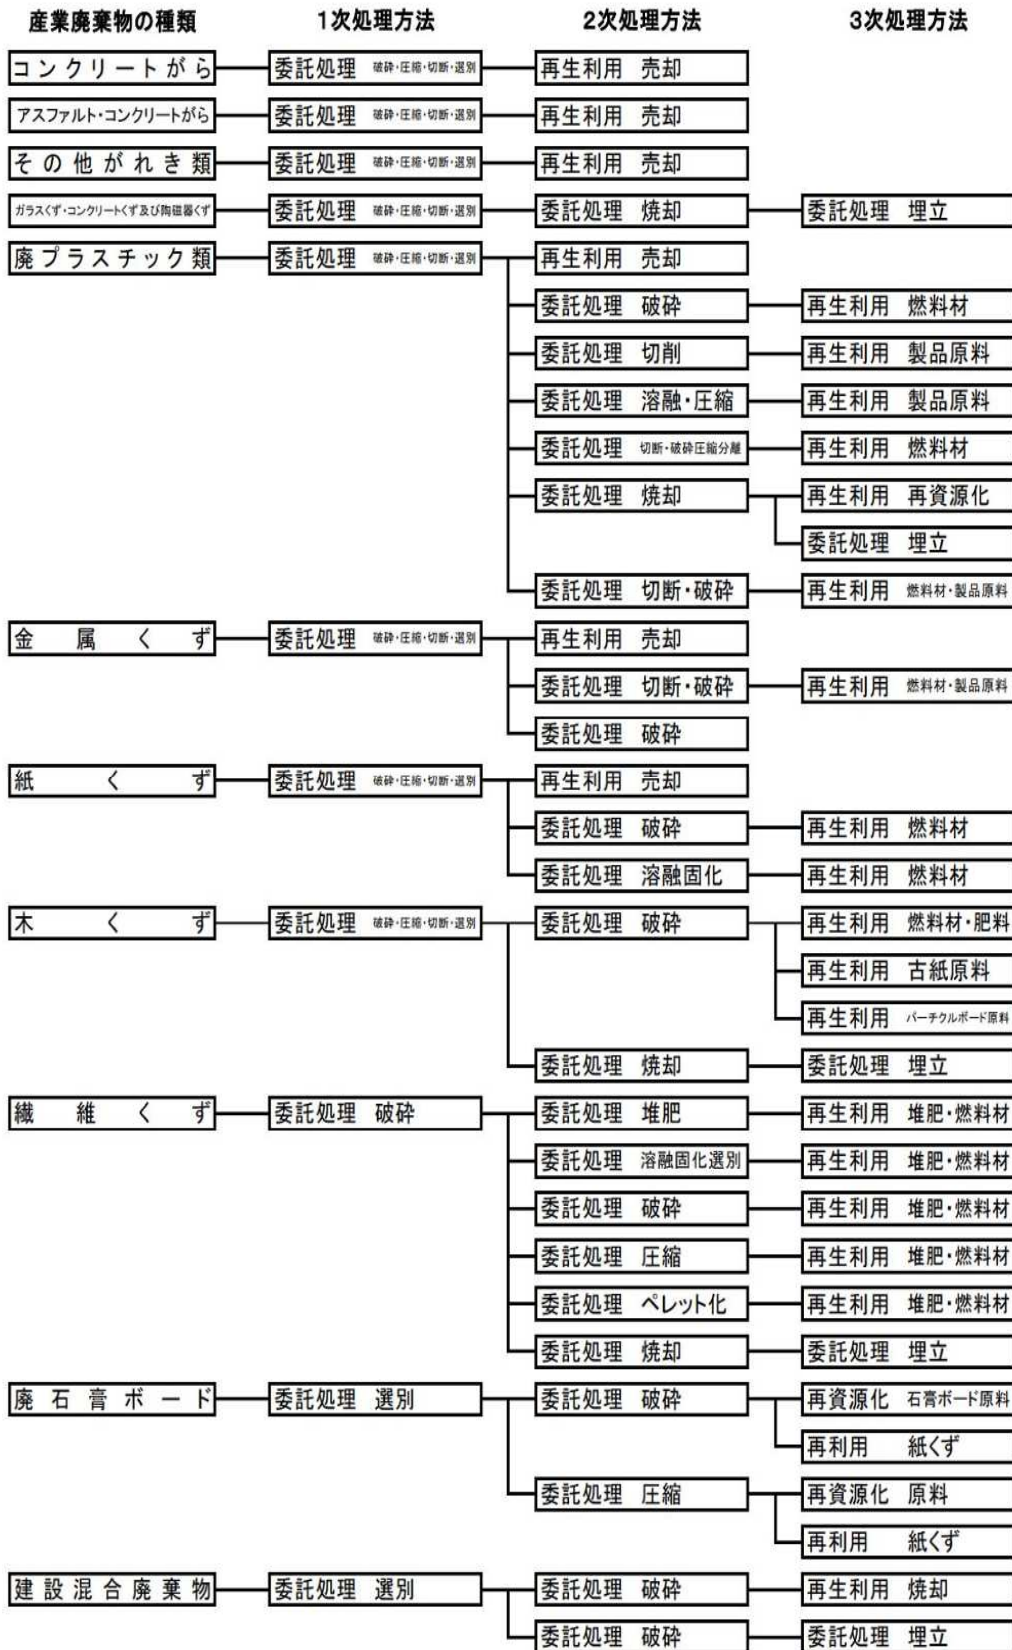 産業廃棄物の種類 1次処理方法 2次処理方法 3次処理方法
コンクリートがら 委託処理 破砕・圧縮・切断・選別 再生利用 売却
アスファルト・コンクリートがら 委託処理 破砕・圧縮・切断・選別 再生利用 売却
その他がれき類 委託処理 破砕・圧縮・切断・選別 再生利用 売却
ガラスくず・コンクリートくず及び陶磁器くず 委託処理 破砕・圧縮・切断・選別 委託処理 焼却 委託処理 埋立
廃プラスチック類 委託処理 破砕・圧縮・切断・選別 再生利用 売却
委託処理 破砕 再生利用 燃料材
委託処理 切削 再生利用 製品原料
委託処理 溶融・圧縮 再生利用 製品原料
委託処理 切断・破砕圧縮分離 再生利用 燃料材
委託処理 焼却 再生利用 再資源化
委託処理 埋立
委託処理 切断・破砕 再生利用 燃料材・製品原料
金属くず 委託処理 破砕・圧縮・切断・選別 再生利用 売却
委託処理 切断・破砕 再生利用 燃料材・製品原料
委託処理 破砕
紙くず 委託処理 破砕・圧縮・切断・選別 再生利用 売却
委託処理 破砕 再生利用 燃料材
委託処理 溶融固化 再生利用 燃料材
木くず 委託処理 破砕・圧縮・切断・選別 委託処理 破砕 再生利用 燃料材・肥料
再生利用 古紙原料
再生利用 パーチクルボード原料
委託処理 焼却 委託処理 埋立
繊維くず 委託処理 破砕 委託処理 堆肥 再生利用 堆肥・燃料材
委託処理 溶融固化選別 再生利用 堆肥・燃料材
委託処理 破砕 再生利用 堆肥・燃料材
委託処理 圧縮 再生利用 堆肥・燃料材
委託処理 ペレット化 再生利用 堆肥・燃料材
委託処理 焼却 委託処理 埋立
廃石膏ボード 委託処理 選別 委託処理 破砕 再資源化 石膏ボード原料
再利用 紙くず
委託処理 圧縮 再資源化 原料
再利用 紙くず
建設混合廃棄物 委託処理 選別 委託処理 破砕 再生利用 焼却
委託処理 破砕 委託処理 埋立